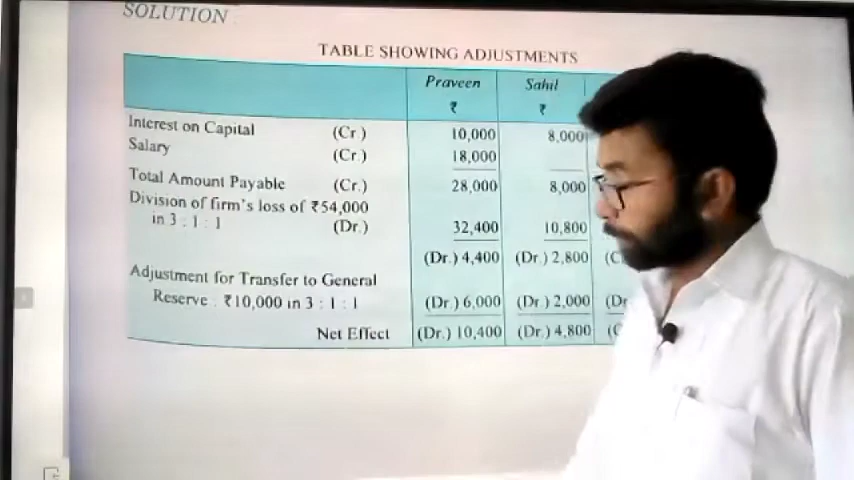 SOLUTION
TABLE SHOWING ADJUSTMENTS
Praveen Sahil
₹ ₹
Interest on Capital (Cr.) 10,000 8,000
Salary (Cr.) 18,000
Total Amount Payable (Cr.) 28,000 8,000
Division of firm's loss of ₹54,000
in 3 : 1 : 1 (Dr.) 32,400 10,800
(Dr.) 4,400 (Dr.) 2,800 (C
Adjustment for Transfer to General
Reserve : ₹10,000 in 3 : 1 : 1 (Dr.) 6,000 (Dr.) 2,000 (Dr
Net Effect (Dr.) 10,400 (Dr.) 4,800 (C